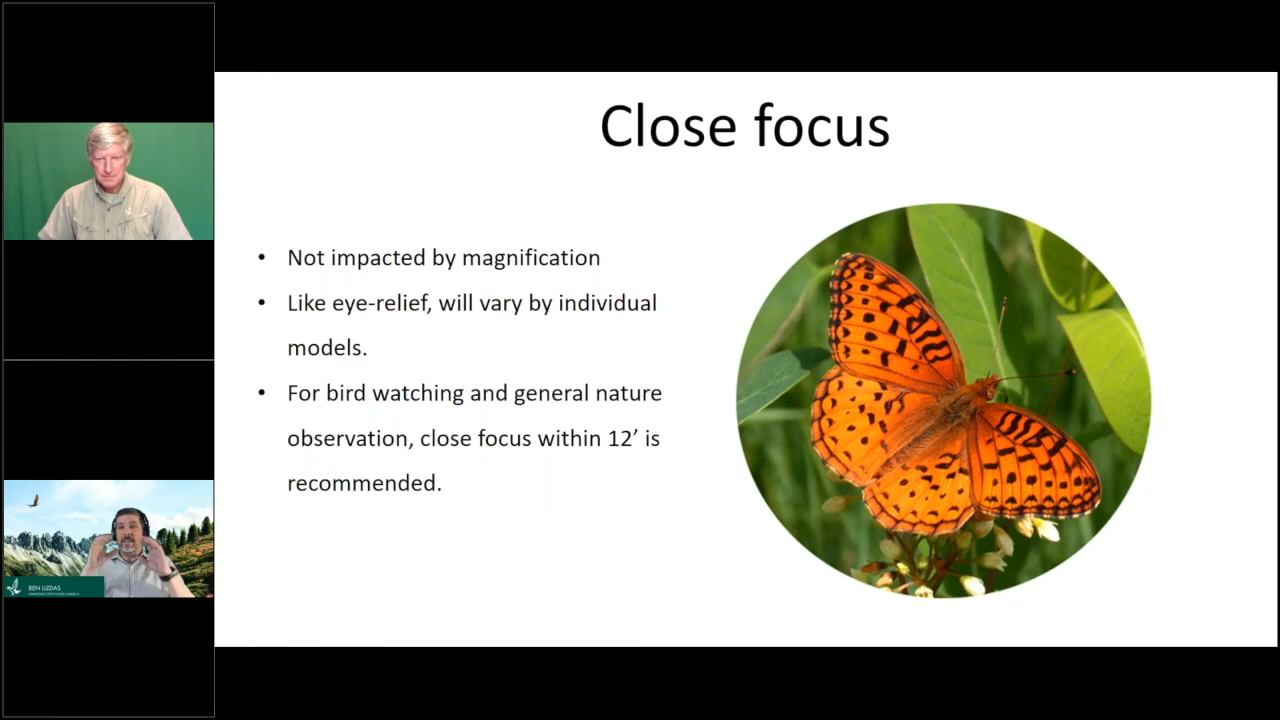 Close focus
• Not impacted by magnification
• Like eye-relief, will vary by individual
models.
• For bird watching and general nature
observation, close focus within 12’ is
recommended.
BEN LIZDAS